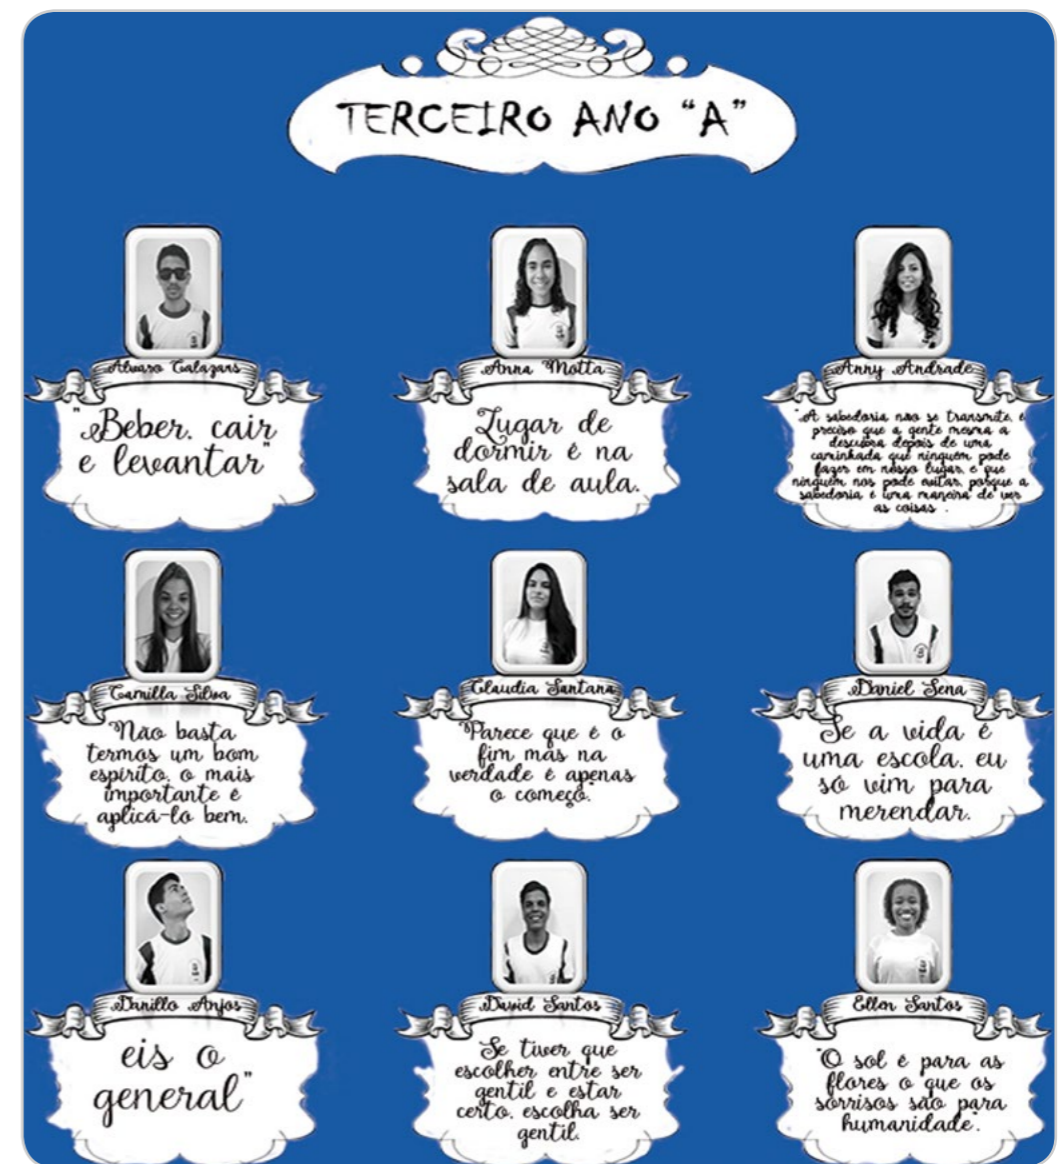 TERCEIRO ANO “A”
Alvaro Calazans
"Beber, cair
e levantar"
Anna Motta
Lugar de
dormir é na
sala de aula.
Anny Andrade
"A sabedoria não se transmite, é
preciso que a gente mesma a
descubra depois de uma
caminhada que ninguém pode
fazer em nosso lugar, e que
ninguém nos pode evitar, porque a
sabedoria é uma maneira de ver
as coisas".
Camilla Silva
"Não basta
termos um bom
espírito, o mais
importante é
aplicá-lo bem.
Claudia Santana
"Parece que é o
fim mas na
verdade é apenas
o começo."
Daniel Sena
Se a vida é
uma escola, eu
só vim para
merendar.
Danillo Anjos
eis o
general"
David Santos
Se tiver que
escolher entre ser
gentil e estar
certo, escolha ser
gentil.
Ellen Santos
"O sol é para as
flores o que os
sorrisos são para
humanidade".